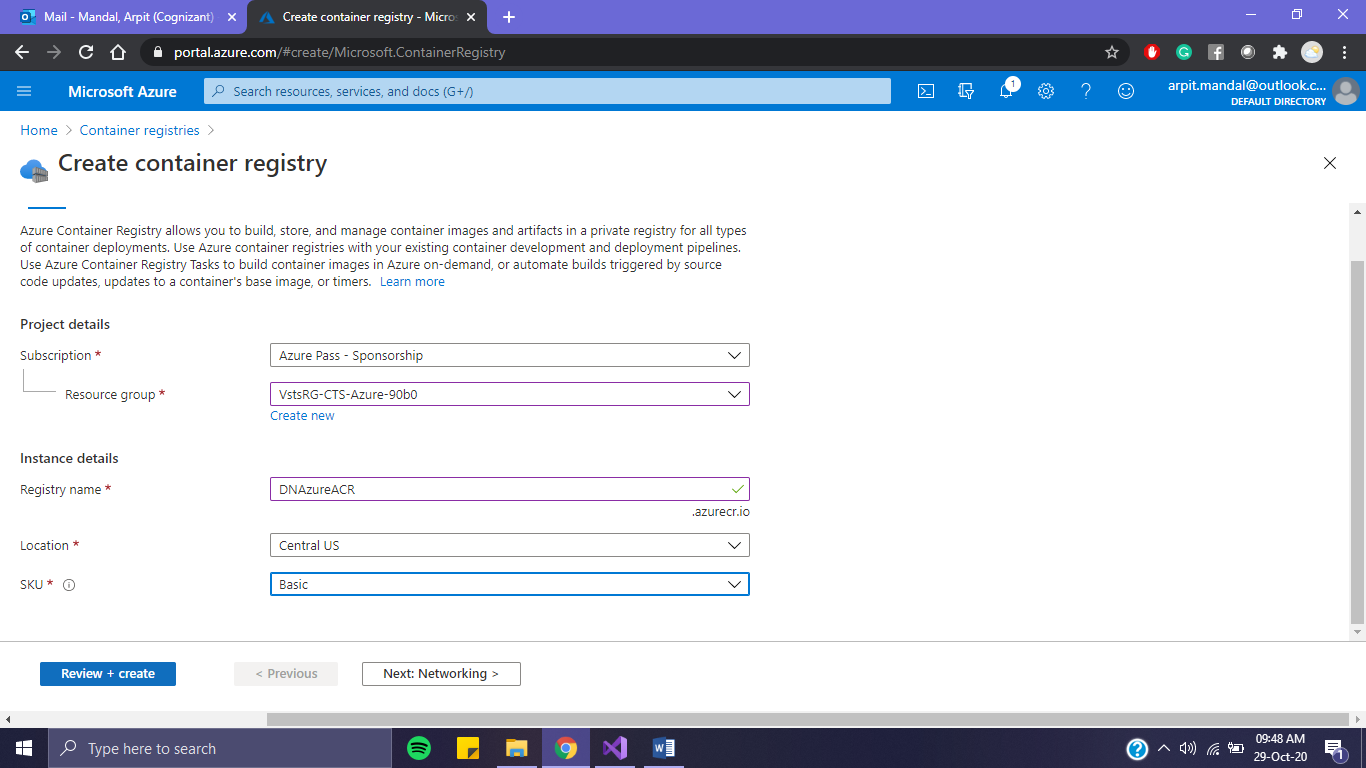 Mail - Mandal, Arpit (Cognizant)
Create container registry - Micros
portal.azure.com/#create/Microsoft.ContainerRegistry
Microsoft Azure
Search resources, services, and docs (G+/)
1
arpit.mandal@outlook.c...
DEFAULT DIRECTORY
Home > Container registries >
Create container registry
Azure Container Registry allows you to build, store, and manage container images and artifacts in a private registry for all types
of container deployments. Use Azure container registries with your existing container development and deployment pipelines.
Use Azure Container Registry Tasks to build container images in Azure on-demand, or automate builds triggered by source
code updates, updates to a container's base image, or timers. Learn more
Project details
Subscription * Azure Pass - Sponsorship
Resource group * VstsRG-CTS-Azure-90b0
Create new
Instance details
Registry name * DNAzureACR
.azurecr.io
Location * Central US
SKU * Basic
Review + create < Previous Next: Networking >
Type here to search
09:48 AM
29-Oct-20
1